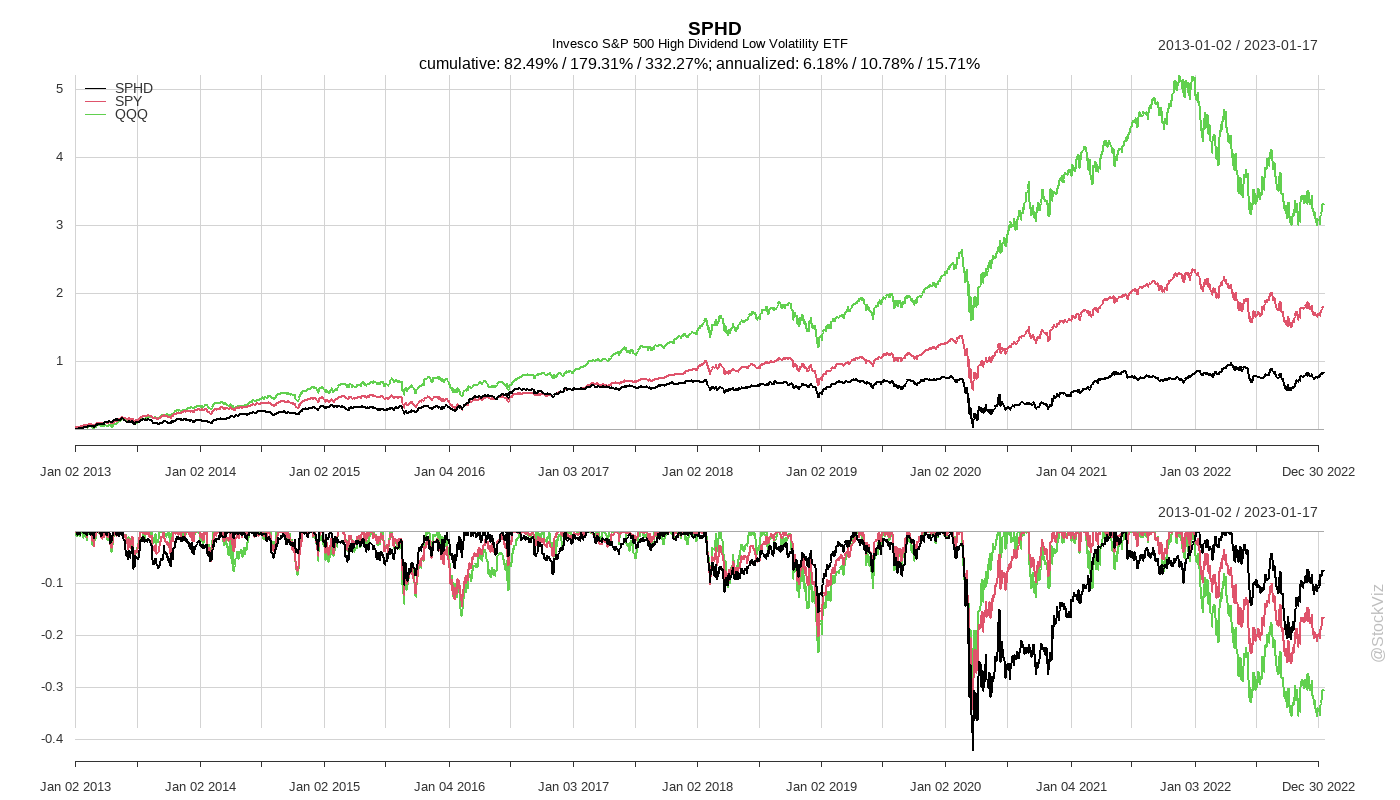 SPHD
Invesco S&P 500 High Dividend Low Volatility ETF
2013-01-02 / 2023-01-17
cumulative: 82.49% / 179.31% / 332.27%; annualized: 6.18% / 10.78% / 15.71%
SPHD
SPY
QQQ
5
4
3
2
1
Jan 02 2013 Jan 02 2014 Jan 02 2015 Jan 04 2016 Jan 03 2017 Jan 02 2018 Jan 02 2019 Jan 02 2020 Jan 04 2021 Jan 03 2022 Dec 30 2022
2013-01-02 / 2023-01-17
-0.1
-0.2
-0.3
-0.4
Jan 02 2013 Jan 02 2014 Jan 02 2015 Jan 04 2016 Jan 03 2017 Jan 02 2018 Jan 02 2019 Jan 02 2020 Jan 04 2021 Jan 03 2022 Dec 30 2022
@StockViz